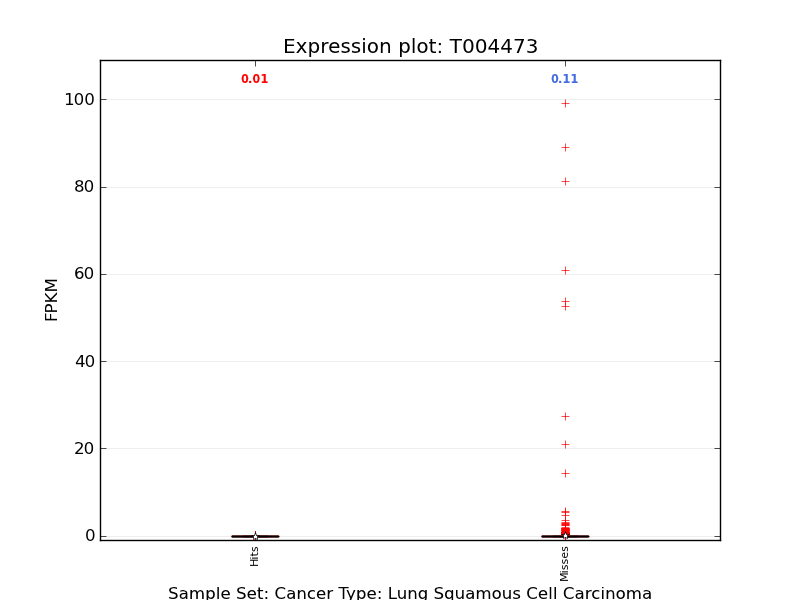 Expression plot: T004473
0.01
0.11
100
80
60
40
20
0
FPKM
Hits
Misses
Sample Set: Cancer Type: Lung Squamous Cell Carcinoma